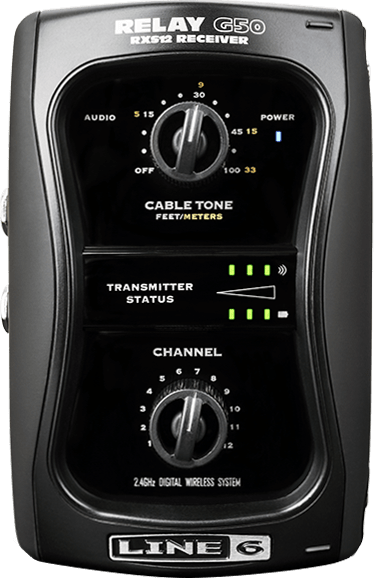 RELAY G50
RXS12 RECEIVER
9
30
AUDIO 5 15 45 15 POWER
OFF 100 33
CABLE TONE
FEET/METERS
TRANSMITTER
STATUS
CHANNEL
6 7
5 8
4 9
3 10
2 11
1 12
2.4GHz DIGITAL WIRELESS SYSTEM
LINE 6